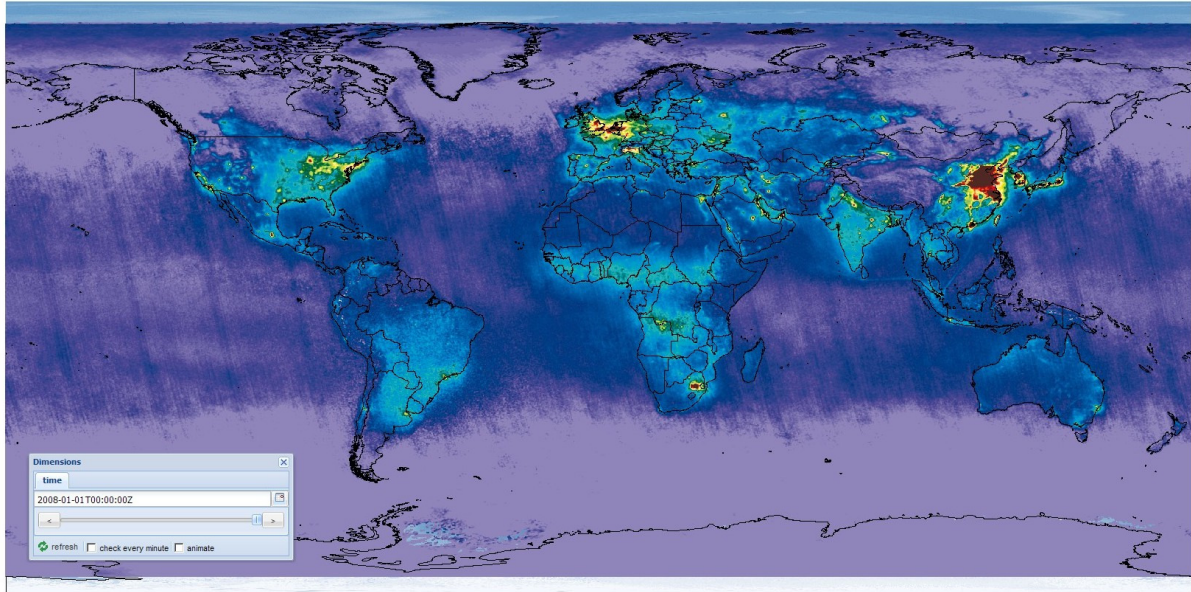 Dimensions
time
2008-01-01T00:00:00Z
< >
refresh check every minute animate